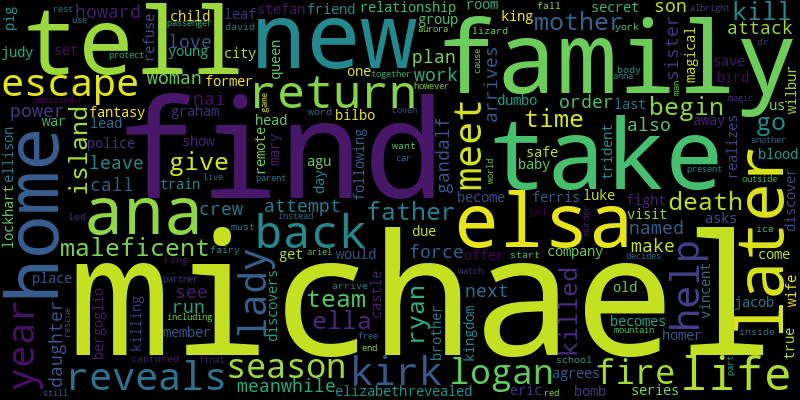 pig
tell
howard
child
leaf
stefan
friend
relationship
group
room
king
secret
fall
son
passenger
use
rest
judy
set
refuse
love
young
david
city
queen
new
aurora
york
lizard
mother
sister
magical
kill
attack
dr
albright
protect
woman
former
escape
plan
work
family
cause
man
body
anna
save
bird
wilbur
us
power
war
fantasy
nai
one
game
return
together
however
arrives
dumbo
order
last
magic
graham
head
bilbo
coven
word
begin
time
also
away
go
another
ambassador
lead
police
show
remote
mary
want
car
gandalf
meet
world
safe
baby
trident
realizes
blood
present
outside
ellison
leave
island
give
find
agu
day
following
take
lockhart
home
call
train
live
parent
become
ferris
luke
fight
death
discover
led
ana
crew
attempt
father
elsa
jack
murder
visit
named
asks
ice
must
instead
back
due
force
company
make
later
decides
come
maleficent
fairy
ariel
lady
get
would
offer
start
michael
help
old
mountain
vincent
inside
wife
place
bergoglio
see
ring
partner
discovers
team
castle
arrive
watch
next
killed
becomes
homer
jacob
true
year
daughter
rescue
killing
run
including
member
ella
ryan
brother
free
end
kingdom
school
agrees
part
reveals
captured
final
season
kirk
logan
fire
life
still
meanwhile
elizabeth
revealed
eric
red
bomb
series